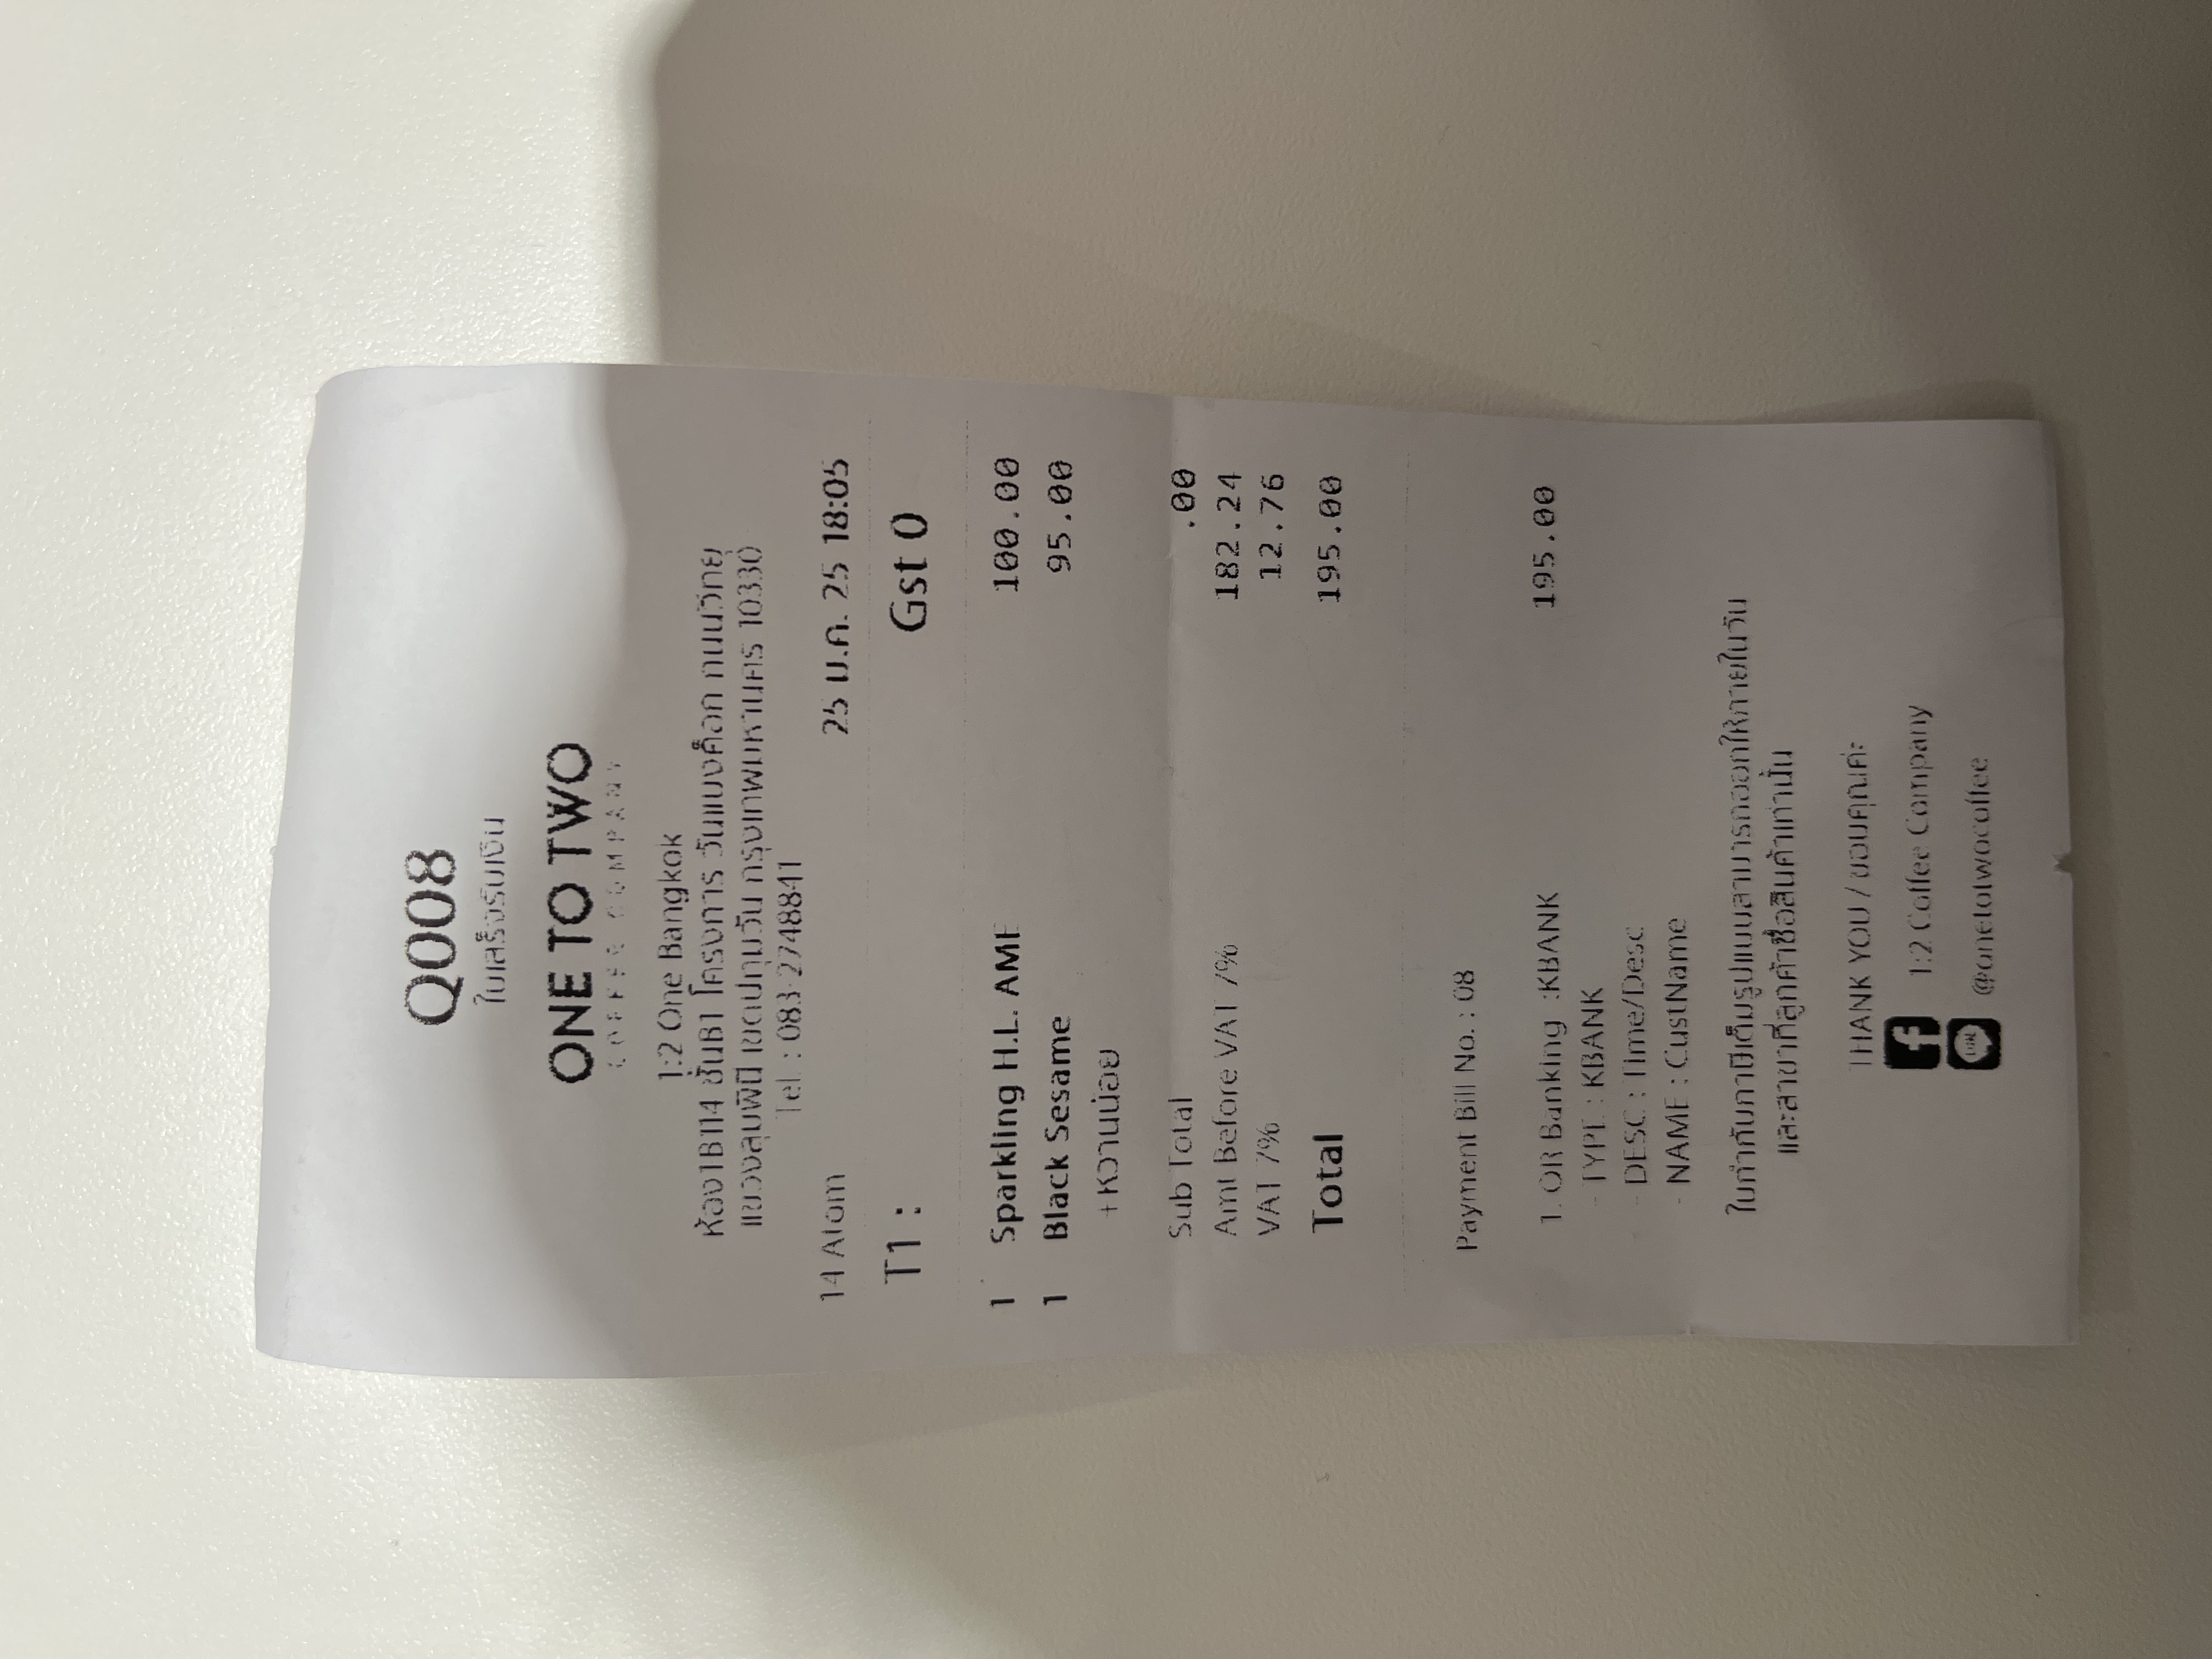 Q008
ใบเสร็จรับเงิน
ONE TO TWO
COFFEE COMPANY
1:2 One Bangkok
ห้อง1B114 ชั้นB1 โครงการ วันแบงค็อก ถนนวิทยุ
แขวงลุมพินี เขตปทุมวัน กรุงเทพมหานคร 10330
Tel. : 083-2748841
14 Atom 25 ม.ค. 25 18:05
T1 : Gst 0
1 Sparkling H.L. AME 100.00
1 Black Sesame 95.00
+หวานน้อย
Sub Total .00
Amt Before VAT 7% 182.24
VAT 7% 12.76
Total 195.00
Payment Bill No. : 08
1. QR Banking :KBANK 195.00
- TYPE : KBANK
- DESC : Time/Desc
- NAME : CustName
ใบกำกับภาษีเต็มรูปแบบสามารถออกให้ภายในวัน
และสาขาที่ลูกค้าซื้อสินค้าเท่านั้น
THANK YOU / ขอบคุณค่ะ
1:2 Coffee Company
LINE @onetotwocoffee